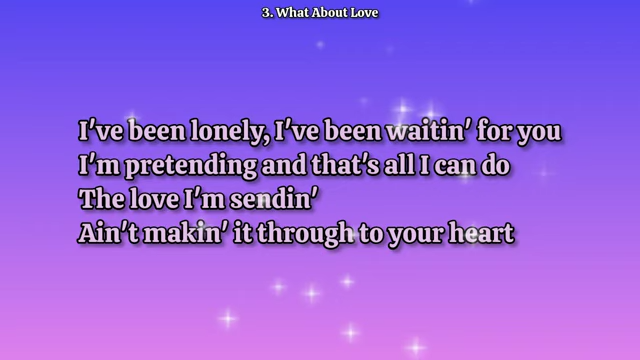 3. What About Love
I've been lonely, I've been waitin' for you
I'm pretending and that's all I can do
The love I'm sendin'
Ain't makin' it through to your heart